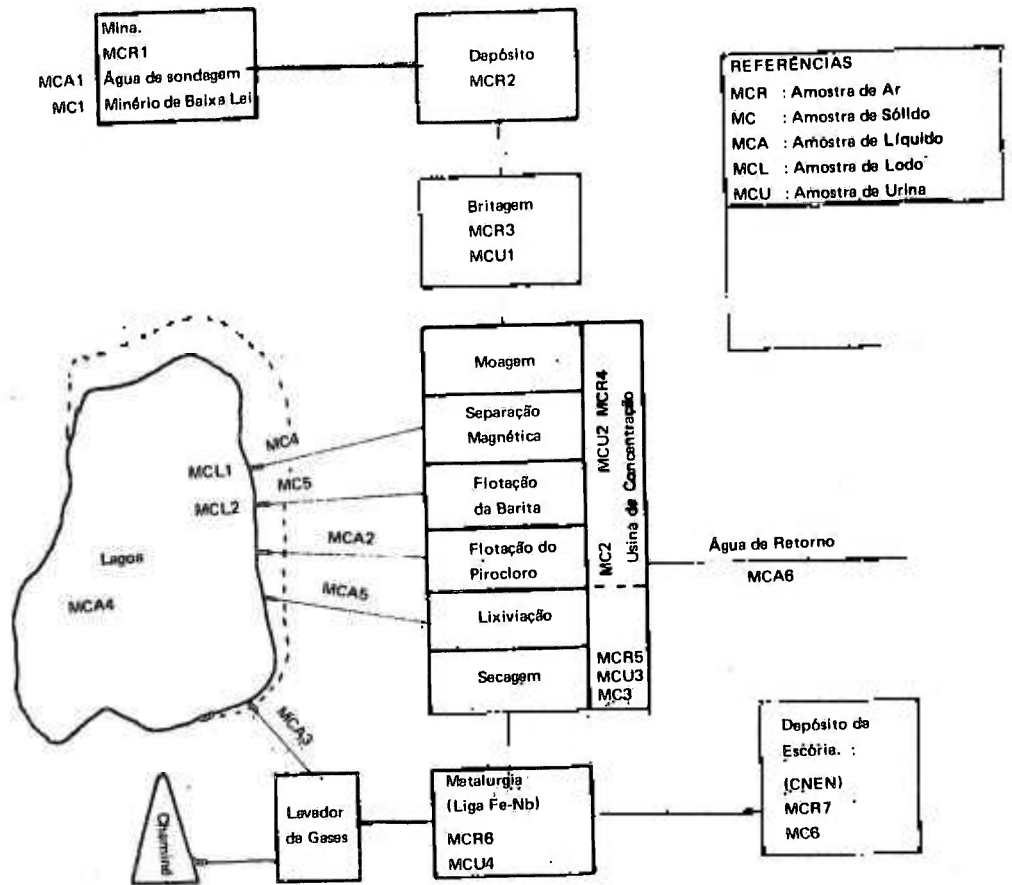 Mina.
MCR1
MCA1 Água de sondagem
MC1 Minério de Baixa Lei
Depósito
MCR2
REFERÊNCIAS
MCR : Amostra de Ar
MC : Amostra de Sólido
MCA : Amostra de Líquido
MCL : Amostra de Lodo
MCU : Amostra de Urina
Britagem
MCR3
MCU1
Moagem
Separação
Magnética
Flotação
da Barita
Flotação do
Pirocloro
Lixiviação
Secagem
MCU2 MCR4
Usina de Concentração
MC2
MCR5
MCU3
MC3
MC4
MCL1
MC5
MCL2
MCA2
Lagoa
MCA5
MCA4
MCA3
Água de Retorno
MCA6
Depósito da
Escória. :
(CNEN)
MCR7
MC6
Metalurgia
(Liga Fe-Nb)
MCR6
MCU4
Lavador
de Gases
Chaminé